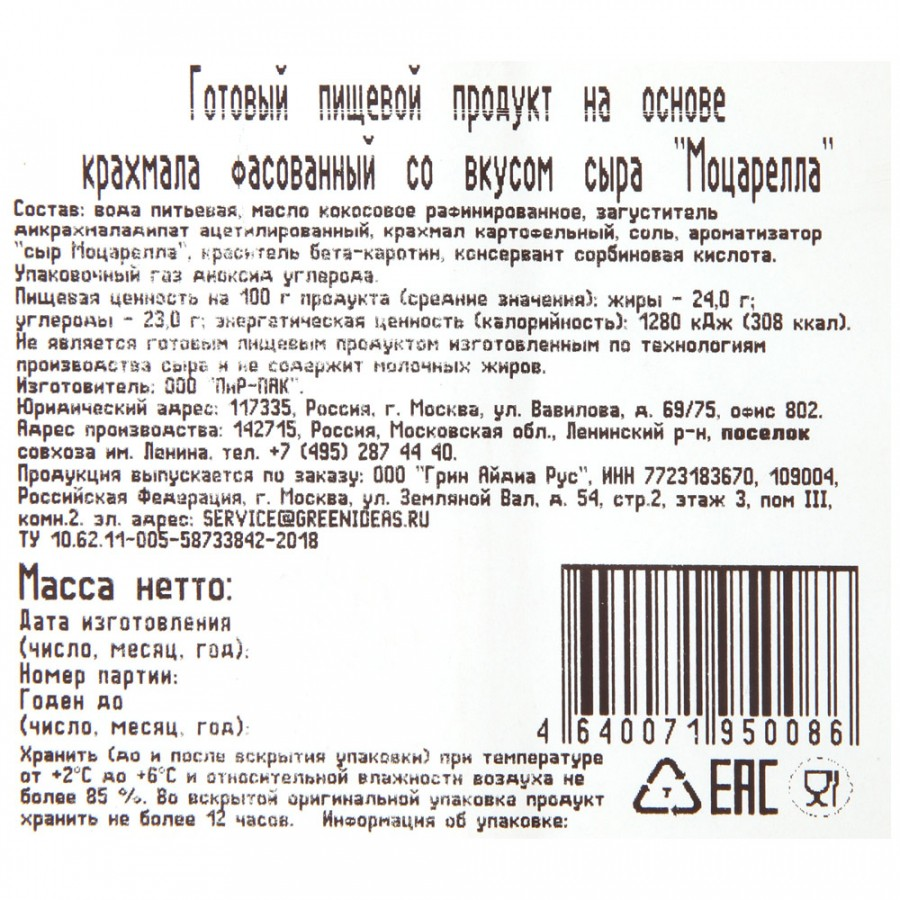 Готовый пищевой продукт на основе
крахмала фасованный со вкусом сыра "Моцарелла"
Состав: вода питьевая, масло кокосовое рафинированное, загуститель
дикрахмаладипат ацетилированный, крахмал картофельный, соль, ароматизатор
"сыр Моцарелла", краситель бета-каротин, консервант сорбиновая кислота.
Упаковочный газ диоксид углерода.
Пищевая ценность на 100 г продукта (средние значения): жиры - 24,0 г;
углероды - 23,0 г; энергетическая ценность (калорийность): 1280 кДж (308 ккал).
Не является готовым пищевым продуктом изготовленным по технологиям
производства сыра и не содержит молочных жиров.
Изготовитель: ООО "ПиР-ПАК".
Юридический адрес: 117335, Россия, г. Москва, ул. Вавилова, д. 69/75, офис 802.
Адрес производства: 142715, Россия, Московская обл., Ленинский р-н, поселок
совхоза им. Ленина. тел. +7 (495) 287 44 40.
Продукция выпускается по заказу: ООО "Грин Айдиа Рус", ИНН 7723183670, 109004,
Российская Федерация, г. Москва, ул. Земляной Вал, д. 54, стр.2, этаж 3, пом III,
комн.2. эл. адрес: SERVICE@GREENIDEAS.RU
ТУ 10.62.11-005-58733842-2018
Масса нетто:
Дата изготовления
(число, месяц, год):
Номер партии:
Годен до
(число, месяц, год):
4 640071 950086
Хранить (до и после вскрытия упаковки) при температуре
от +2°С до +6°С и относительной влажности воздуха не
более 85 %. Во вскрытой оригинальной упаковка продукт
хранить не более 12 часов. Информация об упаковке:
Т
EAC